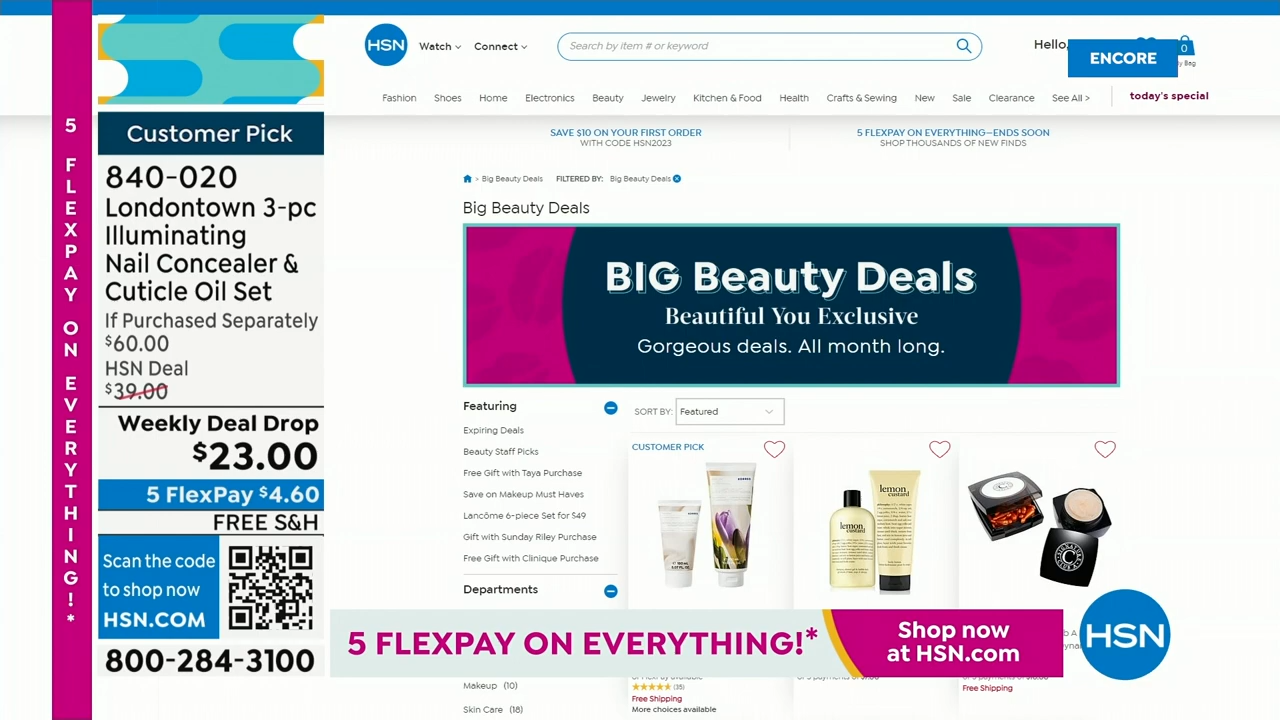 5 FLEXPAY ON EVERYTHING!*
Customer Pick
840-020
Londontown 3-pc
Illuminating
Nail Concealer &
Cuticle Oil Set
If Purchased Separately
$60.00
HSN Deal
$39.00
Weekly Deal Drop
$23.00
5 FlexPay $4.60
FREE S&H
Scan the code
to shop now
HSN.COM
800-284-3100
HSN
Watch
Connect
Search by item # or keyword
Hello,
ENCORE
0
Bag
Fashion
Shoes
Home
Electronics
Beauty
Jewelry
Kitchen & Food
Health
Crafts & Sewing
New
Sale
Clearance
See All >
today's special
SAVE $10 ON YOUR FIRST ORDER
WITH CODE HSN2023
5 FLEXPAY ON EVERYTHING—ENDS SOON
SHOP THOUSANDS OF NEW FINDS
> Big Beauty Deals
FILTERED BY: Big Beauty Deals
Big Beauty Deals
BIG Beauty Deals
Beautiful You Exclusive
Gorgeous deals. All month long.
Featuring
Expiring Deals
Beauty Staff Picks
Free Gift with Taya Purchase
Save on Makeup Must Haves
Lancôme 6-piece Set for $49
Gift with Sunday Riley Purchase
Free Gift with Clinique Purchase
Departments
Makeup (10)
Skin Care (18)
SORT BY: Featured
CUSTOMER PICK
KORRES
lemon
custard
lemon
custard
(35)
Free Shipping
More choices available
Free Shipping
5 FLEXPAY ON EVERYTHING!*
Shop now
at HSN.com
HSN